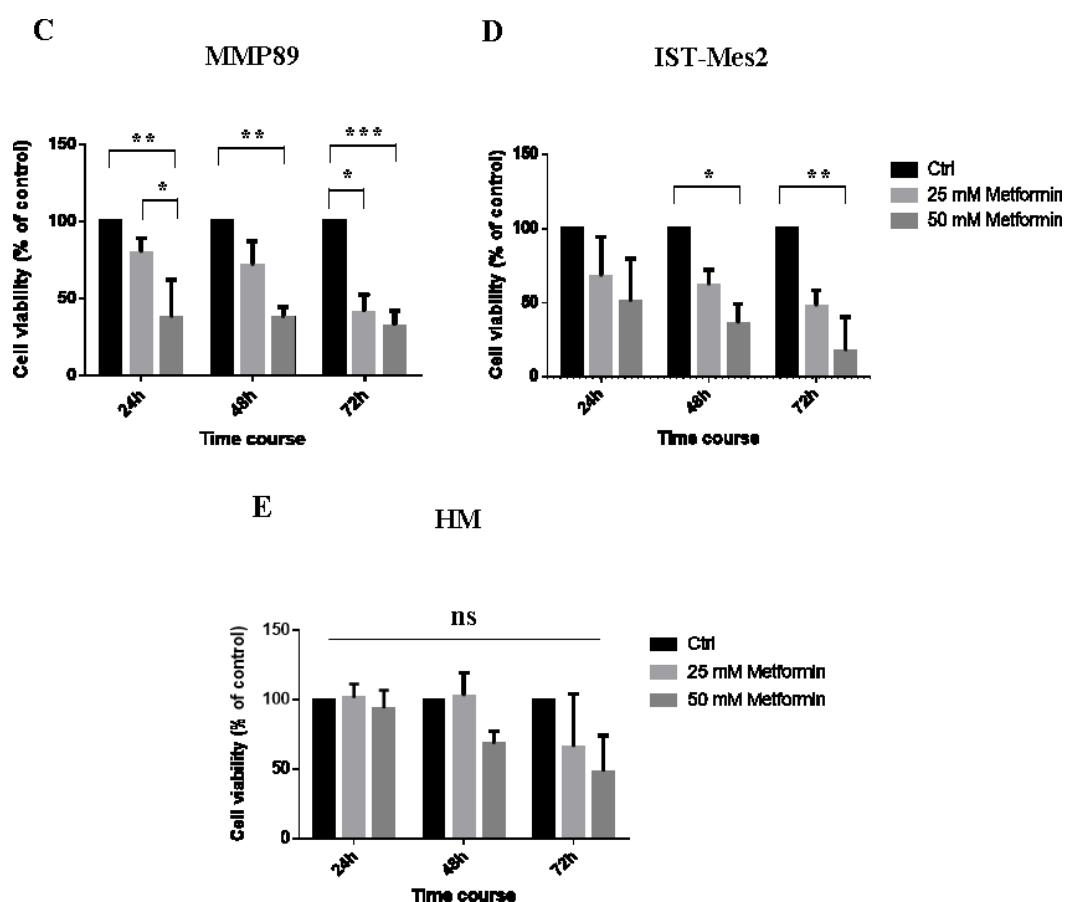 C
MMP89
Cell viability (% of control)
150
100
50
0
**
*
**
***
*
24h
48h
72h
Time course
D
IST-Mes2
Cell viability (% of control)
150
100
50
0
*
**
24h
48h
72h
Time course
Ctrl
25 mM Metformin
50 mM Metformin
E
HM
Cell viability (% of control)
150
100
50
0
ns
24h
48h
72h
Time course
Ctrl
25 mM Metformin
50 mM Metformin